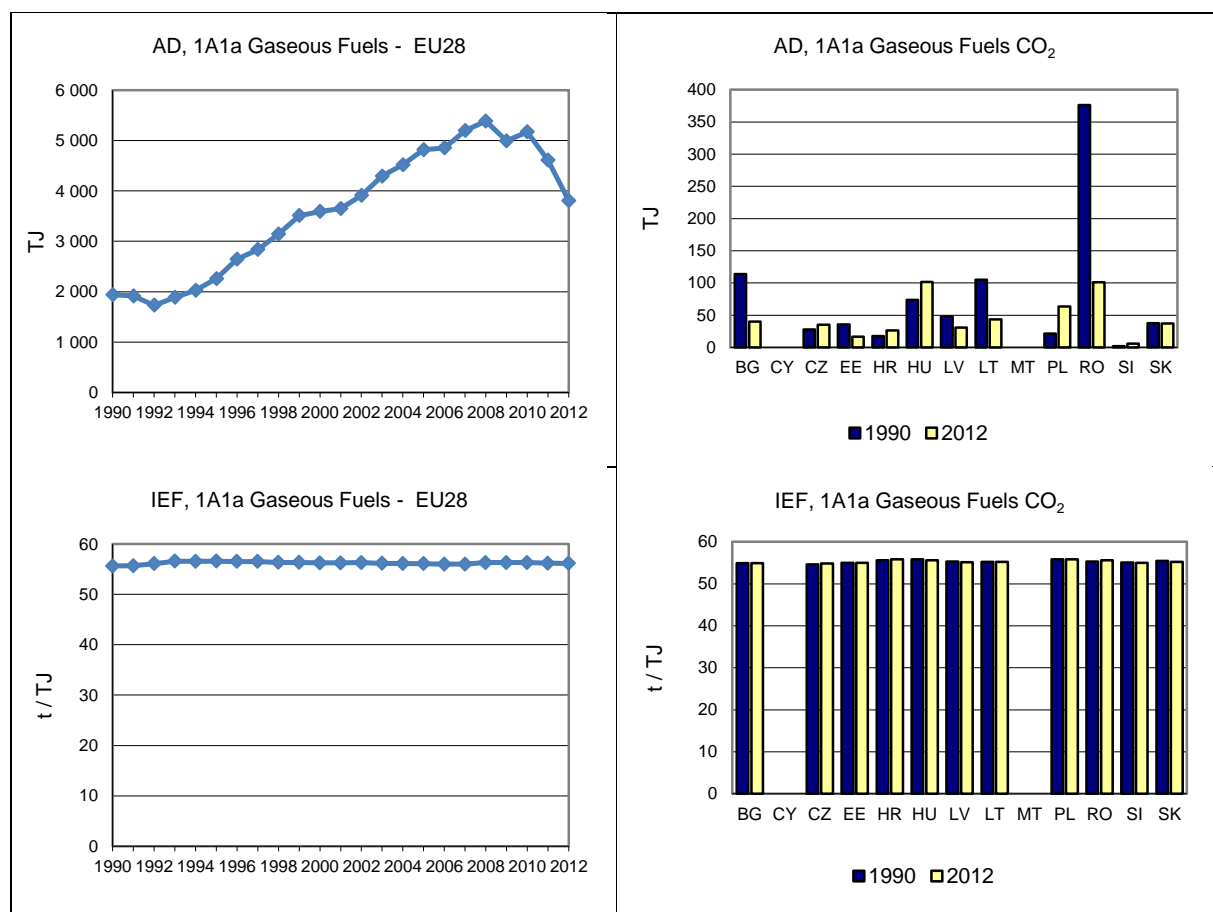 AD, 1A1a Gaseous Fuels - EU28
6 000
5 000
4 000
3 000
2 000
1 000
0
TJ
1990 1992 1994 1996 1998 2000 2002 2004 2006 2008 2010 2012
AD, 1A1a Gaseous Fuels CO₂
400
350
300
250
200
150
100
50
0
TJ
BG CY CZ EE HR HU LV LT MT PL RO SI SK
1990 2012
IEF, 1A1a Gaseous Fuels - EU28
60
50
40
30
20
10
0
t / TJ
1990 1992 1994 1996 1998 2000 2002 2004 2006 2008 2010 2012
IEF, 1A1a Gaseous Fuels CO₂
60
50
40
30
20
10
0
t / TJ
BG CY CZ EE HR HU LV LT MT PL RO SI SK
1990 2012